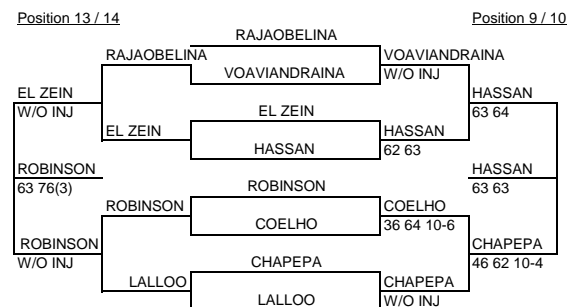 Position 13 / 14
Position 9 / 10
RAJAOBELINA
RAJAOBELINA
VOAVIANDRAINA
VOAVIANDRAINA
W/O INJ
EL ZEIN
W/O INJ
HASSAN
63 64
EL ZEIN
EL ZEIN
HASSAN
HASSAN
62 63
ROBINSON
63 76(3)
HASSAN
63 63
ROBINSON
ROBINSON
COELHO
COELHO
36 64 10-6
ROBINSON
W/O INJ
CHAPEPA
46 62 10-4
CHAPEPA
LALLOO
CHAPEPA
LALLOO
W/O INJ